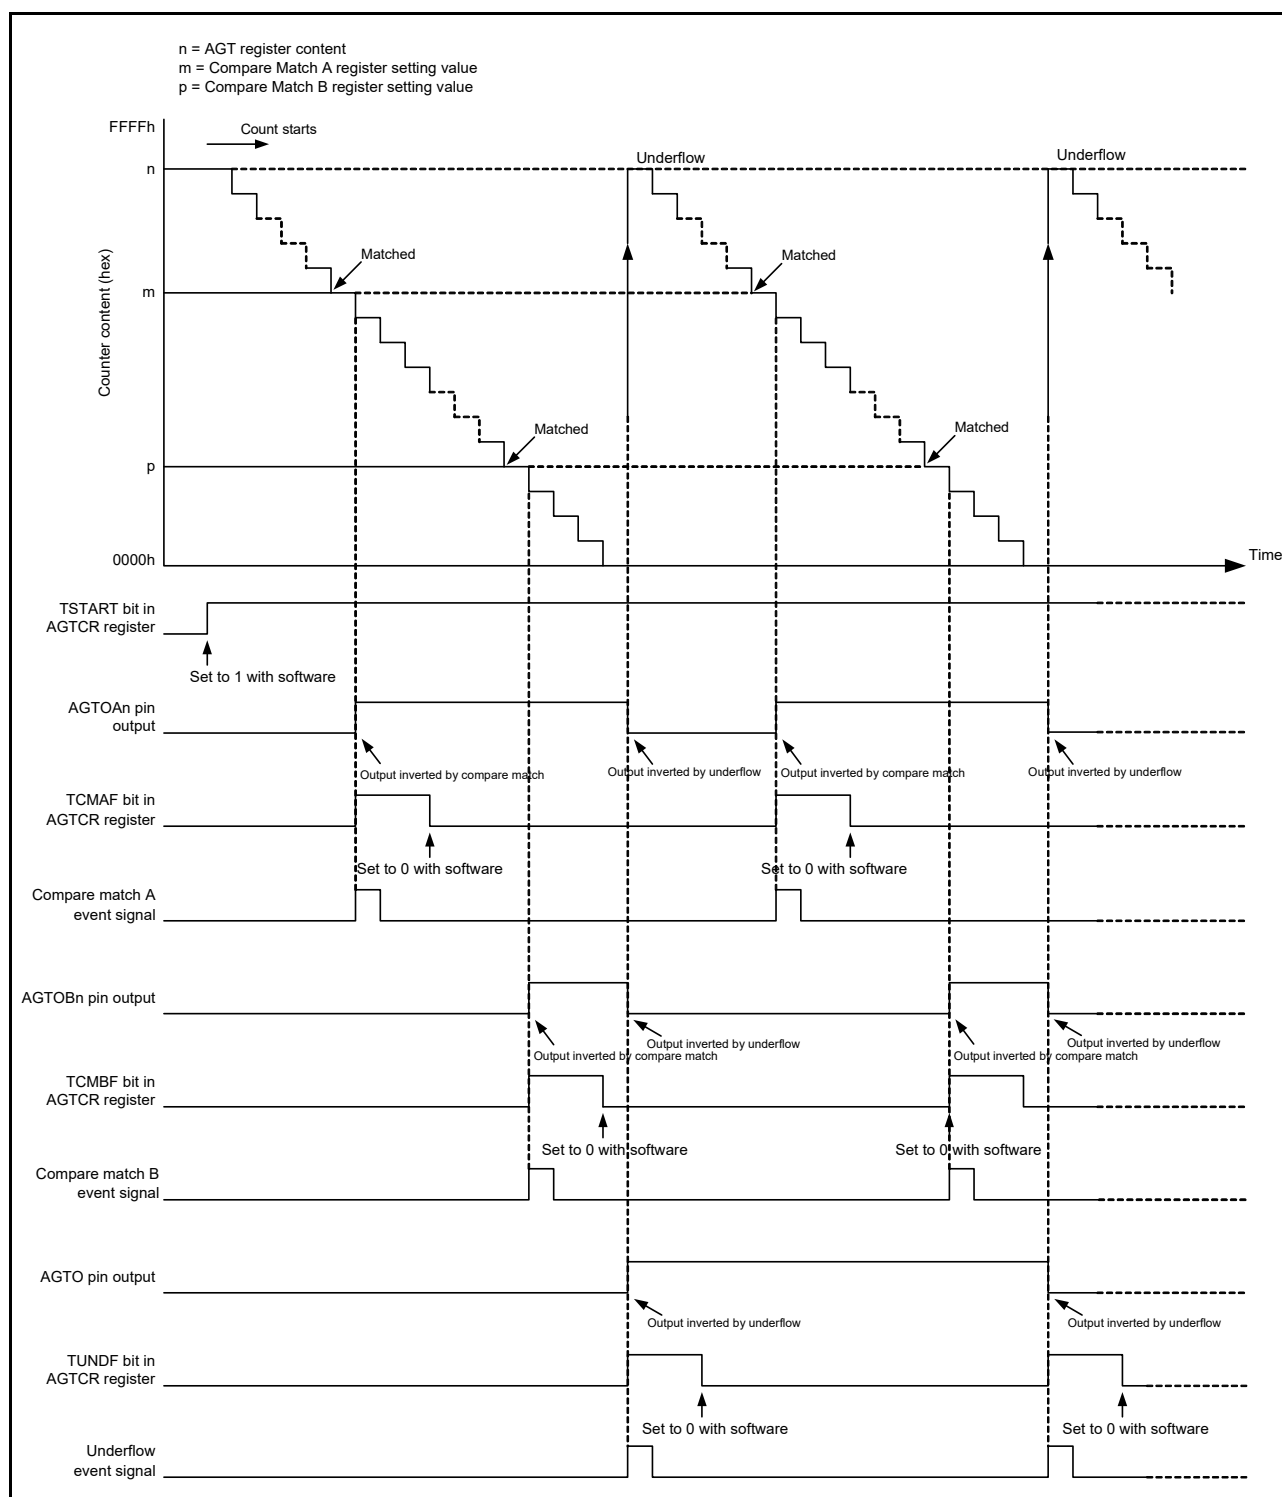 n = AGT register content
m = Compare Match A register setting value
p = Compare Match B register setting value
FFFFh
Count starts
Underflow
Underflow
n
Matched
Matched
Counter content (hex)
m
Matched
Matched
p
0000h
Time
TSTART bit in
AGTCR register
Set to 1 with software
AGTOAn pin
output
Output inverted by compare match
Output inverted by underflow
Output inverted by compare match
Output inverted by underflow
TCMAF bit in
AGTCR register
Set to 0 with software
Set to 0 with software
Compare match A
event signal
AGTOBn pin output
Output inverted by compare match
Output inverted by underflow
Output inverted by compare match
Output inverted by underflow
TCMBF bit in
AGTCR register
Set to 0 with software
Set to 0 with software
Compare match B
event signal
AGTO pin output
Output inverted by underflow
Output inverted by underflow
TUNDF bit in
AGTCR register
Set to 0 with software
Set to 0 with software
Underflow
event signal